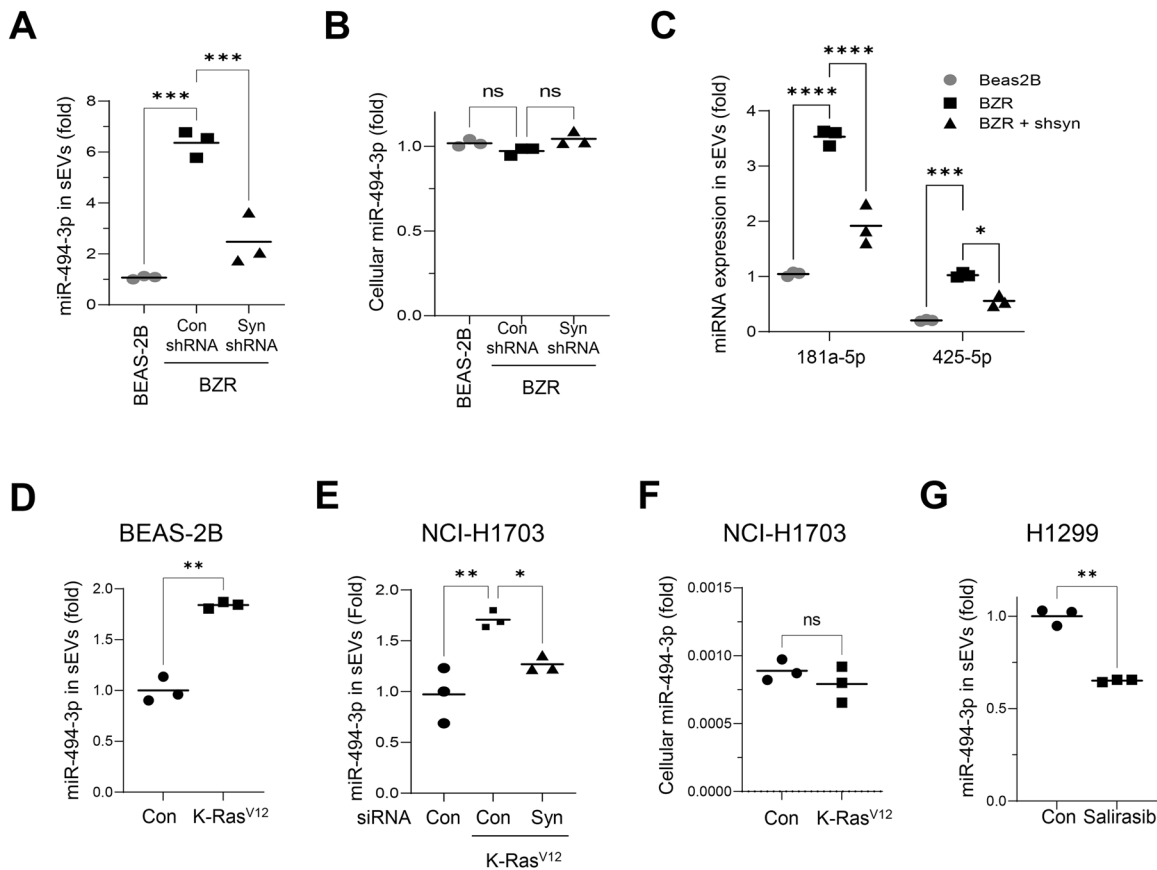 A
miR-494-3p in sEVs (fold)
8
6
4
2
0
***
***
BEAS-2B
Con
shRNA
Syn
shRNA
BZR
B
Cellular miR-494-3p (fold)
1.0
0.5
0.0
ns
ns
BEAS-2B
Con
shRNA
Syn
shRNA
BZR
C
miRNA expression in sEVs (fold)
4
3
2
1
0
****
****
***
*
Beas2B
BZR
BZR + shsyn
181a-5p
425-5p
D
BEAS-2B
miR-494-3p in sEVs (fold)
2.0
1.5
1.0
0.5
0.0
**
Con
K-RasV12
E
NCI-H1703
miR-494-3p in sEVs (Fold)
2.0
1.5
1.0
0.5
0.0
** *
siRNA Con Con Syn
K-RasV12
F
NCI-H1703
Cellular miR-494-3p (fold)
0.0015
0.0010
0.0005
0.0000
ns
Con K-RasV12
G
H1299
miR-494-3p in sEVs (fold)
1.0
0.5
0.0
**
Con Salirasib